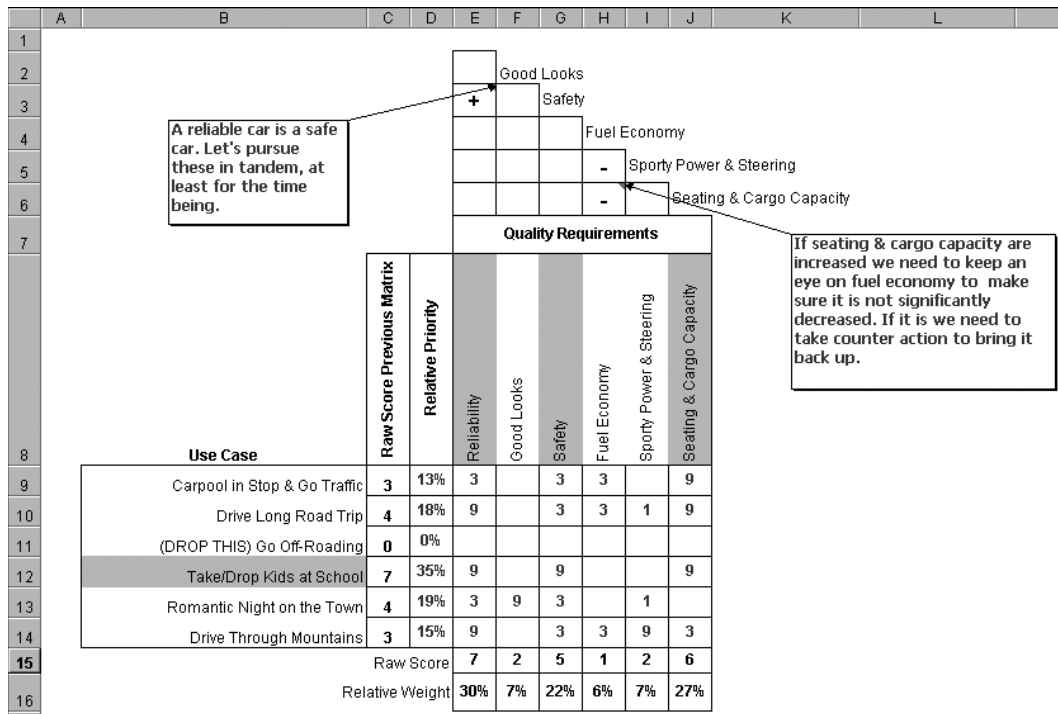 A B C D E F G H I J K L
1
2 Good Looks
3 + Safety
A reliable car is a safe
car. Let's pursue
these in tandem, at
least for the time
being.
4 Fuel Economy
5 - Sporty Power & Steering
6 - Seating & Cargo Capacity
7 Quality Requirements
If seating & cargo capacity are
increased we need to keep an
eye on fuel economy to make
sure it is not significantly
decreased. If it is we need to
take counter action to bring it
back up.
8 Use Case
Raw Score Previous Matrix
Relative Priority
Reliability
Good Looks
Safety
Fuel Economy
Sporty Power & Steering
Seating & Cargo Capacity
9 Carpool in Stop & Go Traffic 3 13% 3 3 3 9
10 Drive Long Road Trip 4 18% 9 3 3 1 9
11 (DROP THIS) Go Off-Roading 0 0%
12 Take/Drop Kids at School 7 35% 9 9 9
13 Romantic Night on the Town 4 19% 3 9 3 1
14 Drive Through Mountains 3 15% 9 3 3 9 3
15 Raw Score 7 2 5 1 2 6
16 Relative Weight 30% 7% 22% 6% 7% 27%